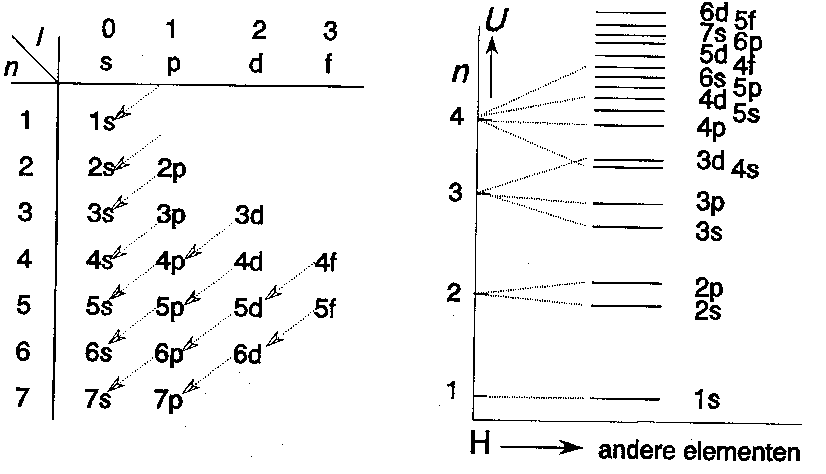 l 0 1 2 3
n s p d f
1 1s
2 2s 2p
3 3s 3p 3d
4 4s 4p 4d 4f
5 5s 5p 5d 5f
6 6s 6p 6d
7 7s 7p
U
n
4
3
2
1
6d 5f
7s 6p
5d 4f
6s 5p
4d 5s
4p
3d 4s
3p
3s
2p
2s
1s
H andere elementen